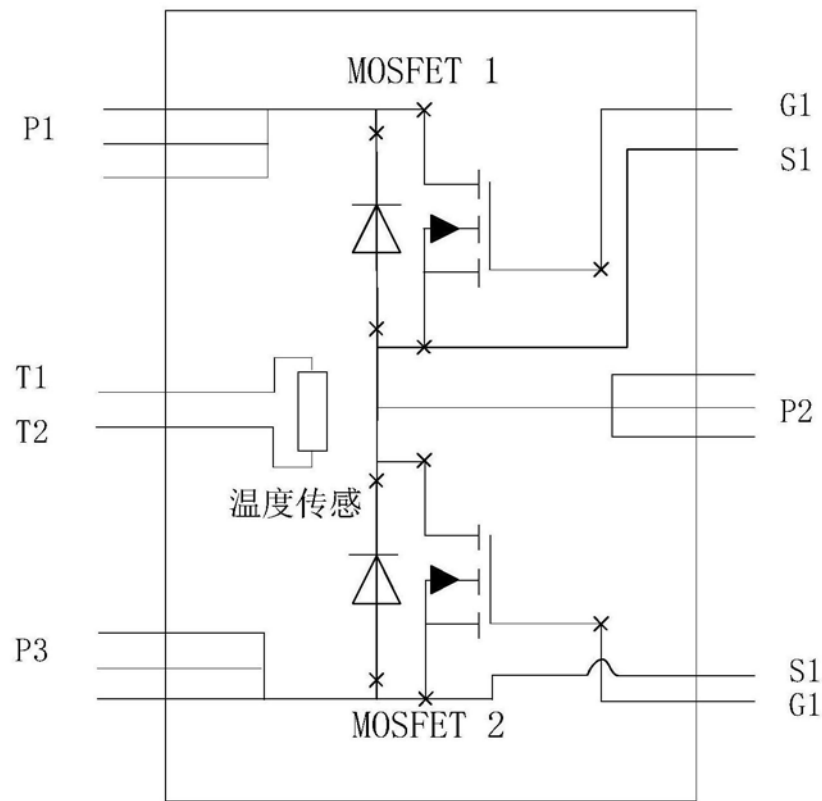 MOSFET 1
P1
G1
S1
T1
T2
P2
温度传感
P3
S1
G1
MOSFET 2